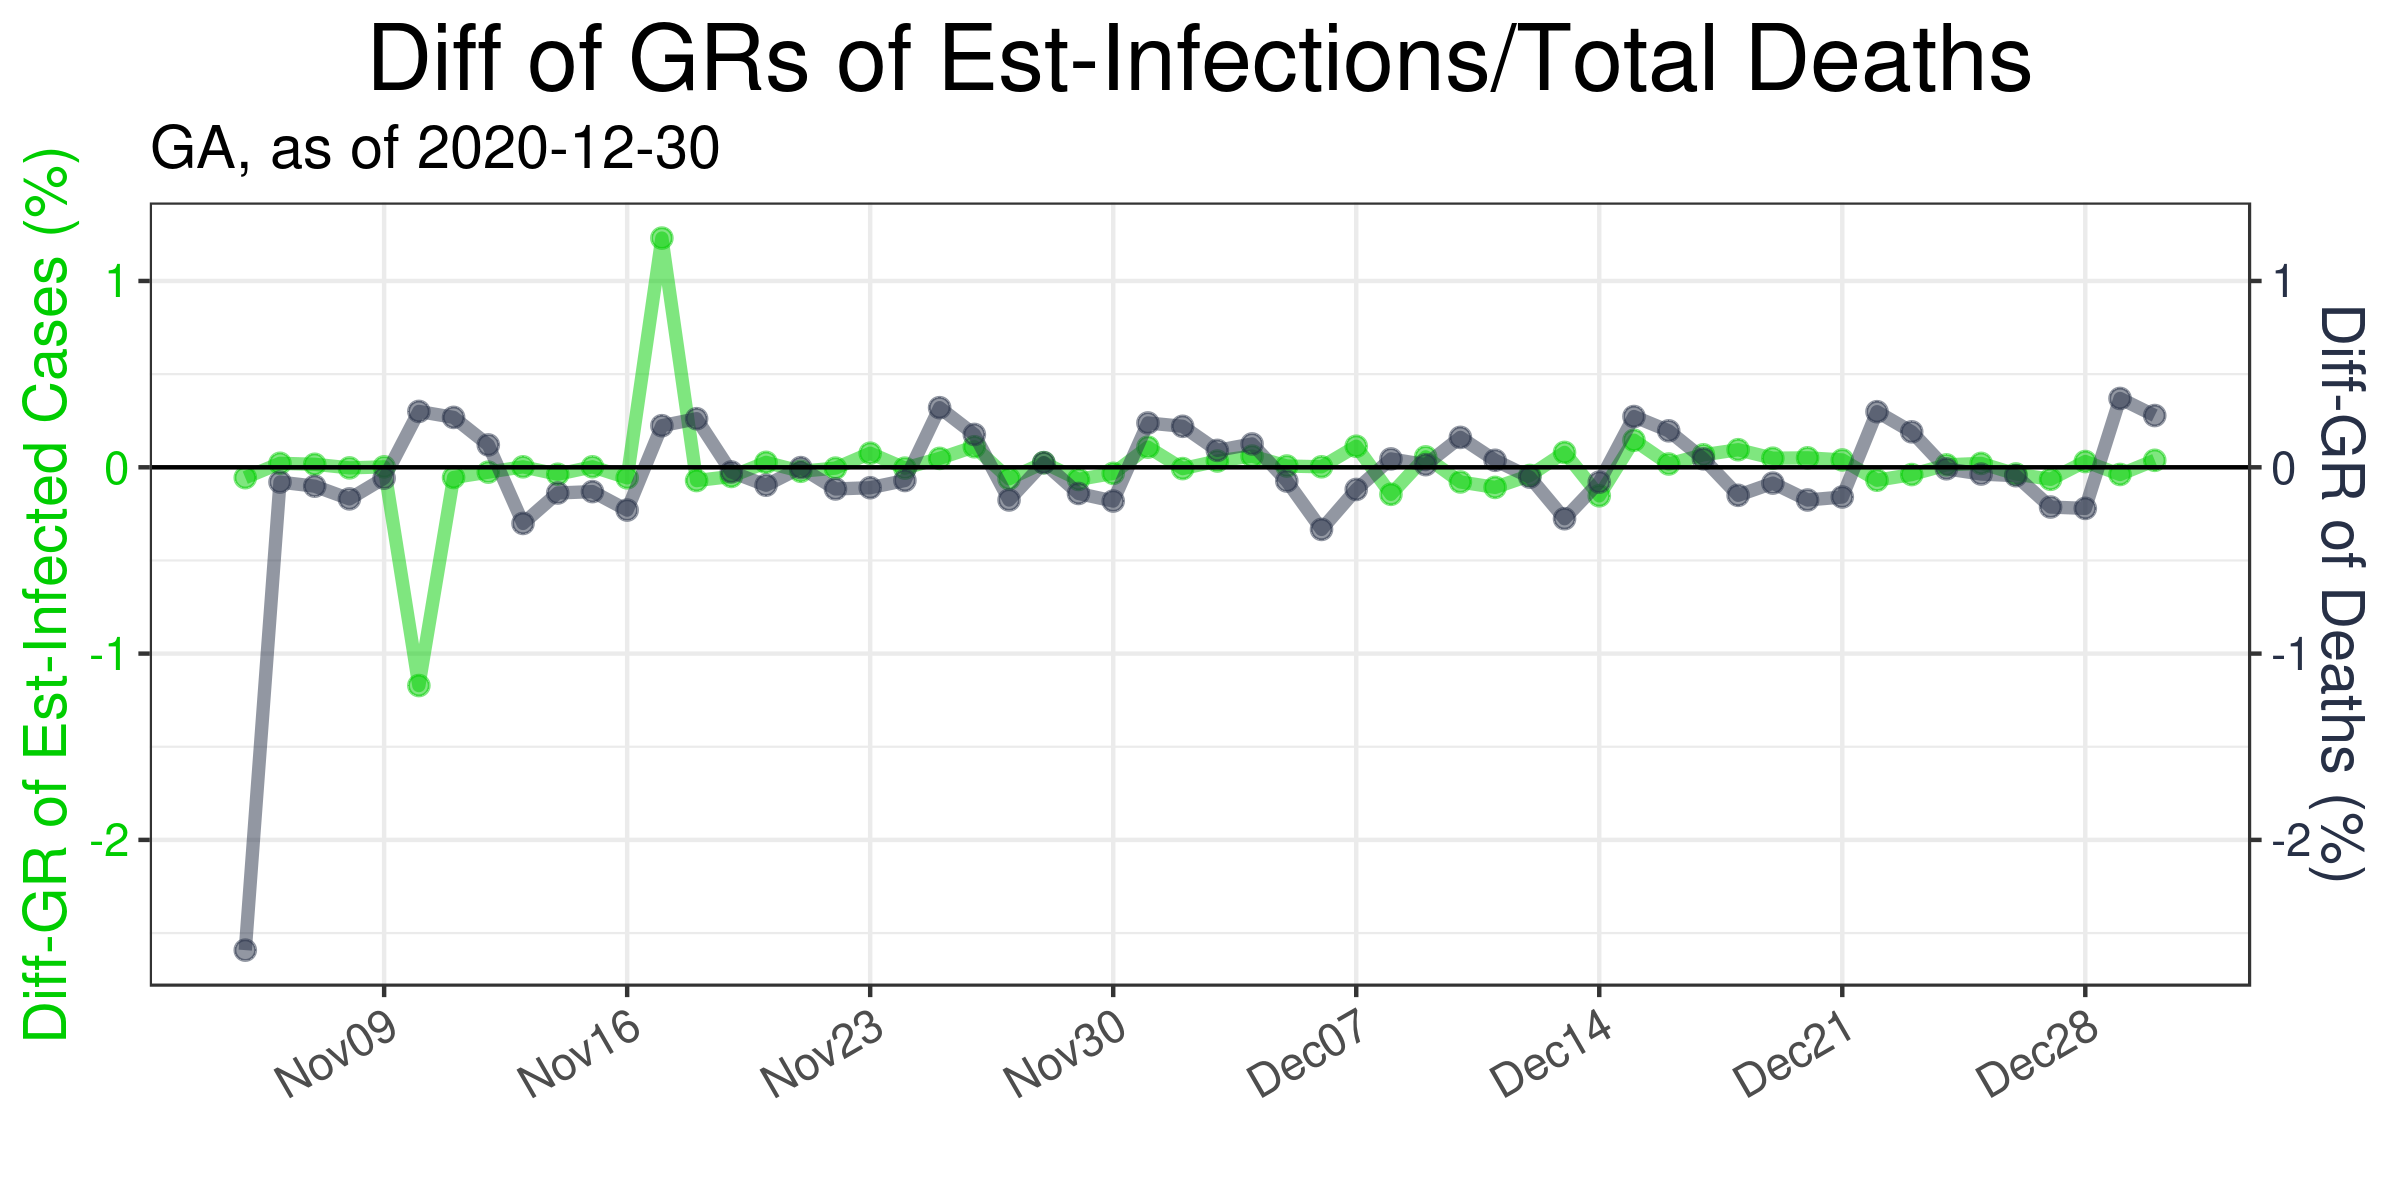 Diff of GRs of Est-Infections/Total Deaths
GA, as of 2020-12-30
Diff-GR of Est-Infected Cases (%)
1
0
-1
-2
1
0
-1
-2
Diff-GR of Deaths (%)
Nov09
Nov16
Nov23
Nov30
Dec07
Dec14
Dec21
Dec28